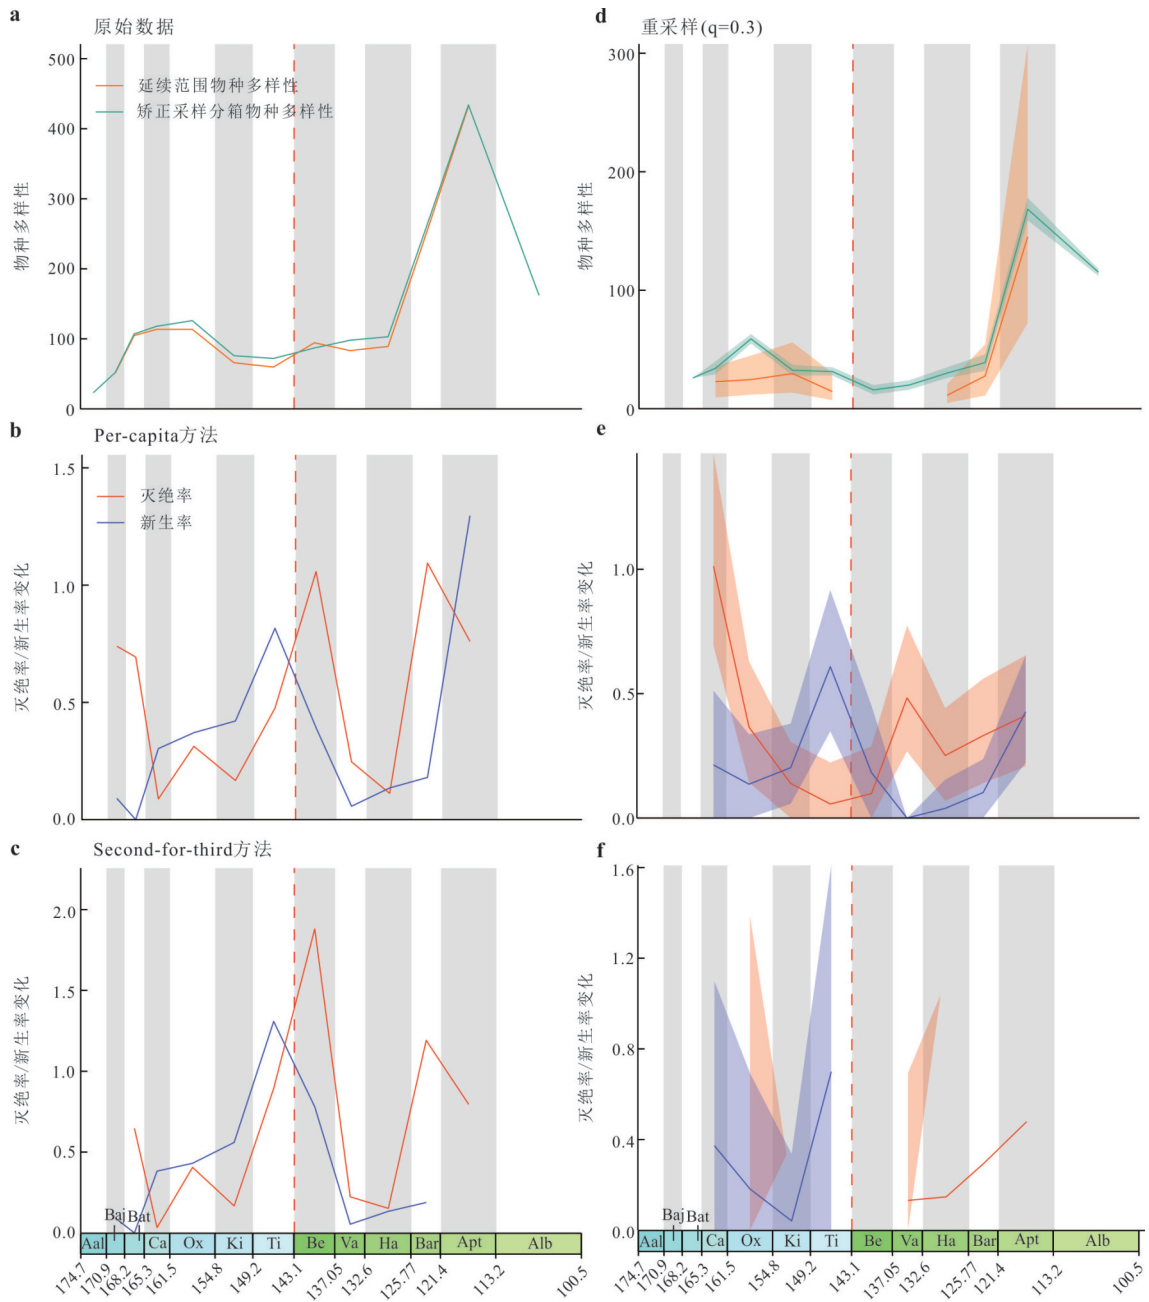 a
原始数据
500
400
300
200
100
0
物种多样性
延续范围物种多样性
矫正采样分箱物种多样性
d
重采样(q=0.3)
300
200
100
0
物种多样性
b
Per-capita方法
1.5
1.0
0.5
0.0
灭绝率/新生率变化
灭绝率
新生率
e
1.0
0.5
0.0
灭绝率/新生率变化
c
Second-for-third方法
2.0
1.5
1.0
0.5
0.0
灭绝率/新生率变化
f
1.6
1.2
0.8
0.4
0.0
灭绝率/新生率变化
Baj Bat
Aal Ca Ox Ki Ti Be Va Ha Bar Apt Alb
174.7 170.9 168.2 165.3 161.5 154.8 149.2 143.1 137.05 132.6 125.77 121.4 113.2 100.5
Baj Bat
Aal Ca Ox Ki Ti Be Va Ha Bar Apt Alb
174.7 170.9 168.2 165.3 161.5 154.8 149.2 143.1 137.05 132.6 125.77 121.4 113.2 100.5